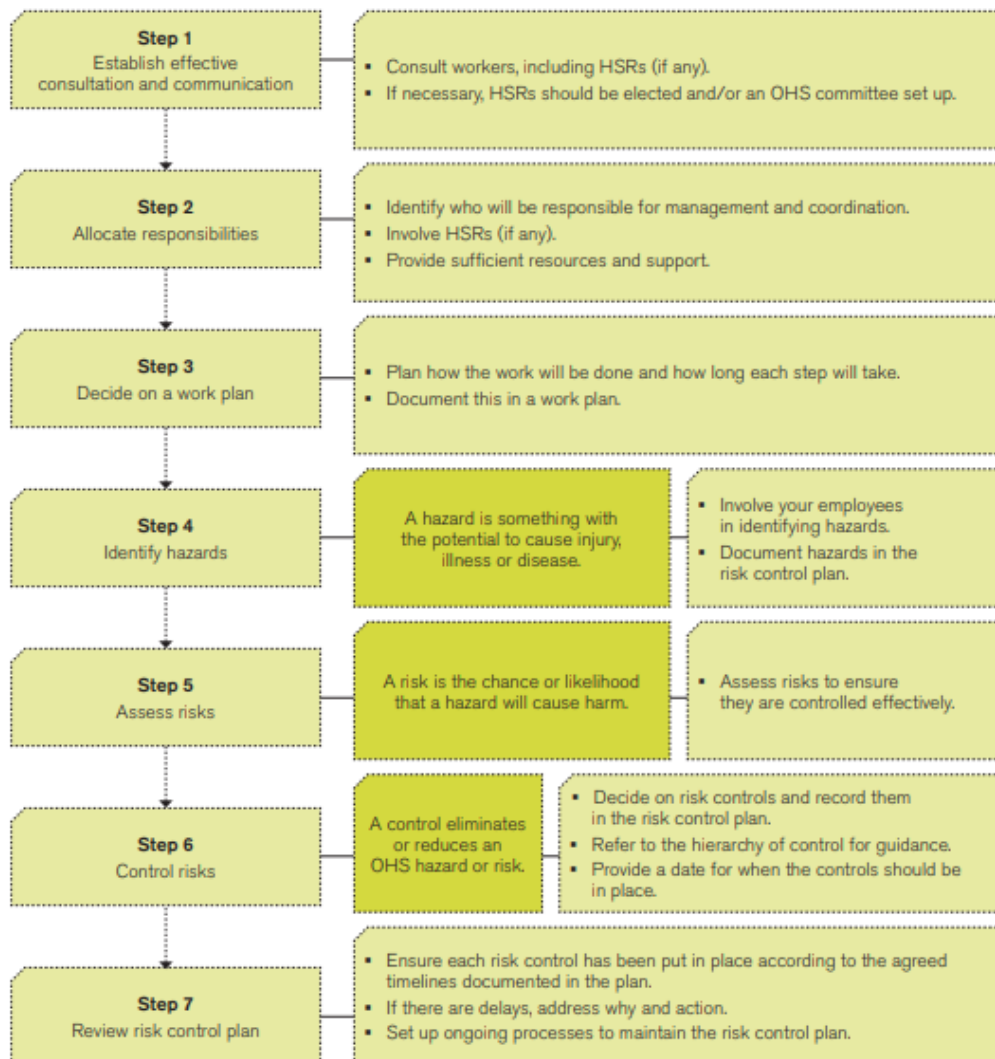 Step 1
Establish effective
consultation and communication
▪ Consult workers, including HSRs (if any).
▪ If necessary, HSRs should be elected and/or an OHS committee set up.
Step 2
Allocate responsibilities
▪ Identify who will be responsible for management and coordination.
▪ Involve HSRs (if any).
▪ Provide sufficient resources and support.
Step 3
Decide on a work plan
▪ Plan how the work will be done and how long each step will take.
▪ Document this in a work plan.
Step 4
Identify hazards
A hazard is something with
the potential to cause injury,
illness or disease.
▪ Involve your employees
in identifying hazards.
▪ Document hazards in the
risk control plan.
Step 5
Assess risks
A risk is the chance or likelihood
that a hazard will cause harm.
▪ Assess risks to ensure
they are controlled effectively.
Step 6
Control risks
A control eliminates
or reduces an
OHS hazard or risk.
▪ Decide on risk controls and record them
in the risk control plan.
▪ Refer to the hierarchy of control for guidance.
▪ Provide a date for when the controls should be
in place.
Step 7
Review risk control plan
▪ Ensure each risk control has been put in place according to the agreed
timelines documented in the plan.
▪ If there are delays, address why and action.
▪ Set up ongoing processes to maintain the risk control plan.